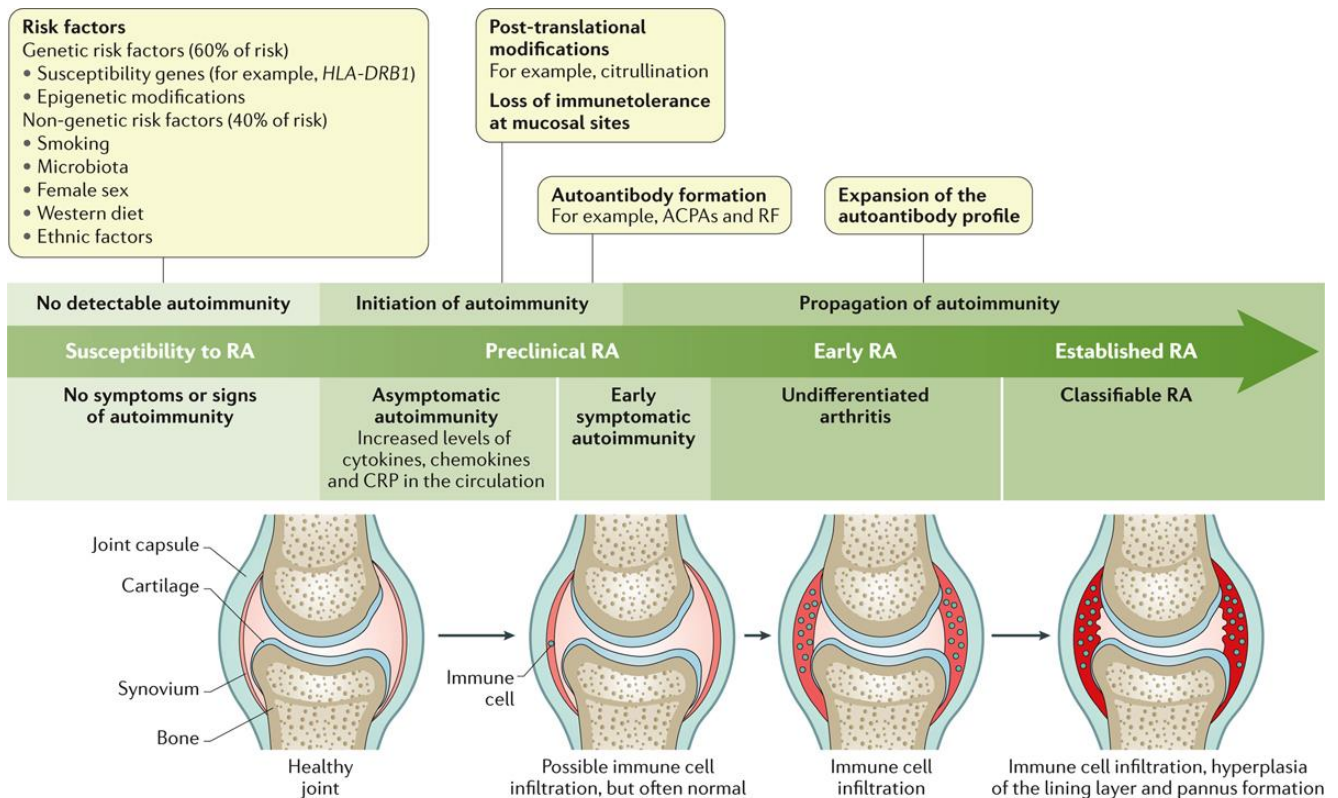 Risk factors
Genetic risk factors (60% of risk)
• Susceptibility genes (for example, HLA-DRB1)
• Epigenetic modifications
Non-genetic risk factors (40% of risk)
• Smoking
• Microbiota
• Female sex
• Western diet
• Ethnic factors
Post-translational
modifications
For example, citrullination
Loss of immunetolerance
at mucosal sites
Autoantibody formation
For example, ACPAs and RF
Expansion of the
autoantibody profile
No detectable autoimmunity
Initiation of autoimmunity
Propagation of autoimmunity
Susceptibility to RA
Preclinical RA
Early RA
Established RA
No symptoms or signs
of autoimmunity
Asymptomatic
autoimmunity
Increased levels of
cytokines, chemokines
and CRP in the circulation
Early
symptomatic
autoimmunity
Undifferentiated
arthritis
Classifiable RA
Joint capsule
Cartilage
Synovium
Bone
Immune
cell
Healthy
joint
Possible immune cell
infiltration, but often normal
Immune cell
infiltration
Immune cell infiltration, hyperplasia
of the lining layer and pannus formation